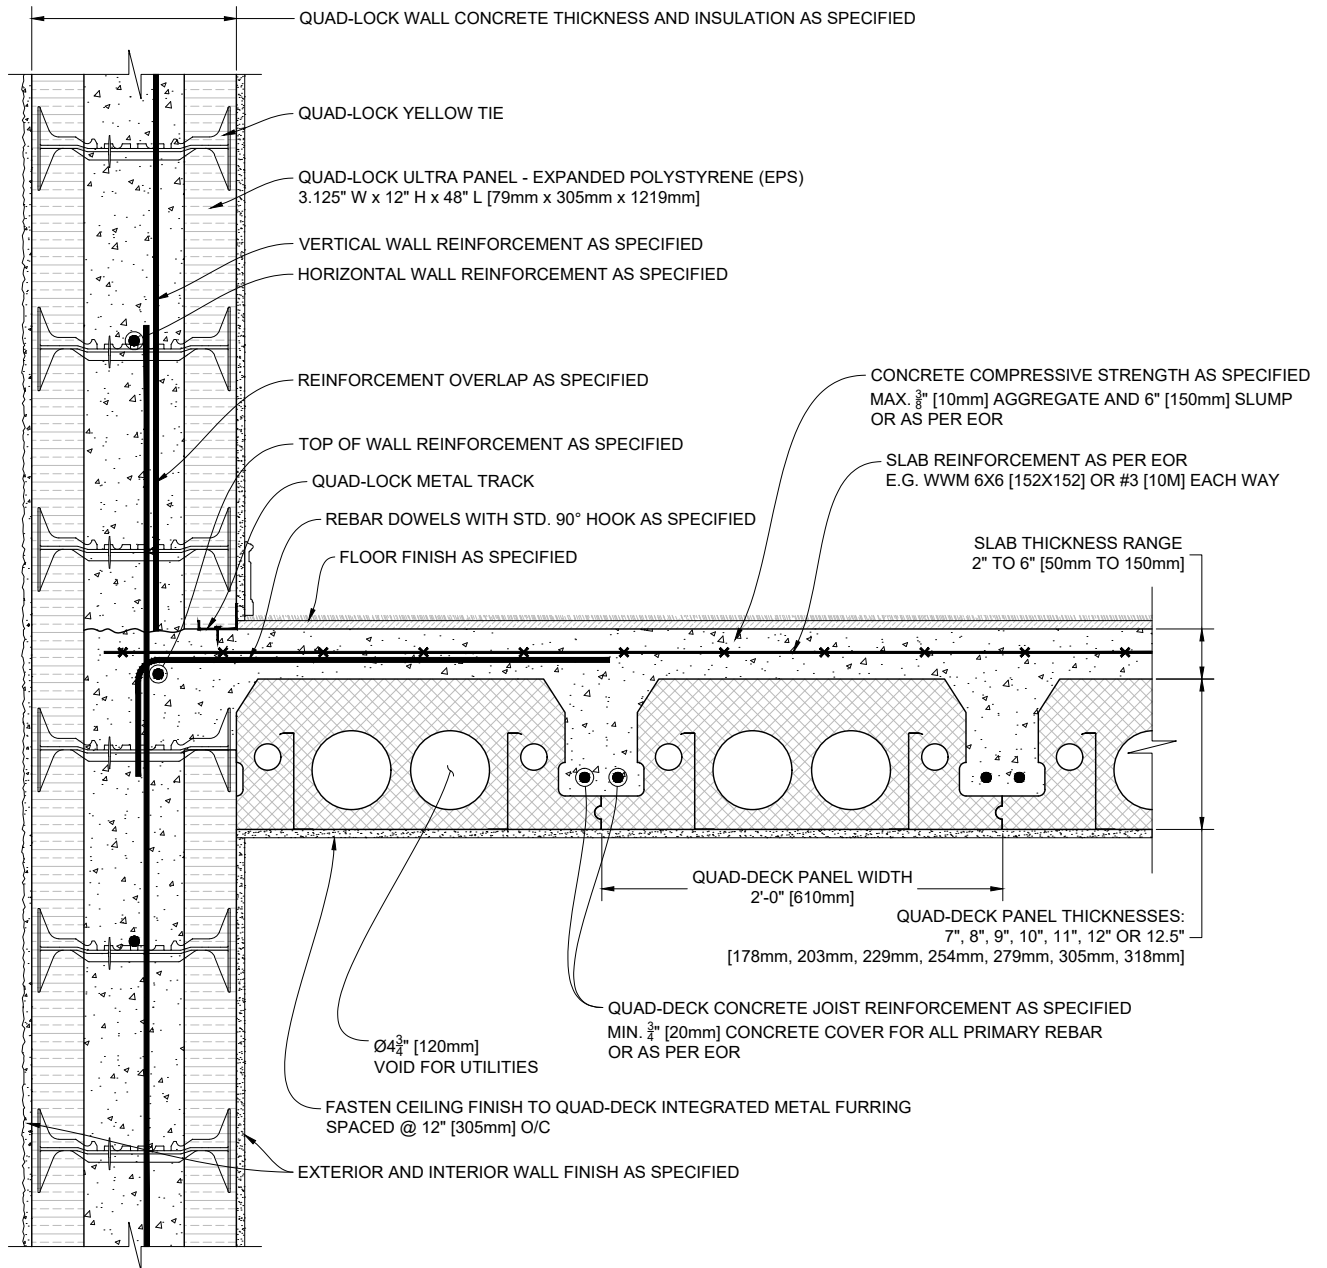 QUAD-LOCK WALL CONCRETE THICKNESS AND INSULATION AS SPECIFIED
QUAD-LOCK YELLOW TIE
QUAD-LOCK ULTRA PANEL - EXPANDED POLYSTYRENE (EPS)
3.125" W x 12" H x 48" L [79mm x 305mm x 1219mm]
VERTICAL WALL REINFORCEMENT AS SPECIFIED
HORIZONTAL WALL REINFORCEMENT AS SPECIFIED
REINFORCEMENT OVERLAP AS SPECIFIED
TOP OF WALL REINFORCEMENT AS SPECIFIED
QUAD-LOCK METAL TRACK
REBAR DOWELS WITH STD. 90° HOOK AS SPECIFIED
FLOOR FINISH AS SPECIFIED
CONCRETE COMPRESSIVE STRENGTH AS SPECIFIED
MAX. 3/8" [10mm] AGGREGATE AND 6" [150mm] SLUMP
OR AS PER EOR
SLAB REINFORCEMENT AS PER EOR
E.G. WWM 6X6 [152X152] OR #3 [10M] EACH WAY
SLAB THICKNESS RANGE
2" TO 6" [50mm TO 150mm]
QUAD-DECK PANEL WIDTH
2'-0" [610mm]
QUAD-DECK PANEL THICKNESSES:
7", 8", 9", 10", 11", 12" OR 12.5"
[178mm, 203mm, 229mm, 254mm, 279mm, 305mm, 318mm]
QUAD-DECK CONCRETE JOIST REINFORCEMENT AS SPECIFIED
MIN. 3/4" [20mm] CONCRETE COVER FOR ALL PRIMARY REBAR
OR AS PER EOR
Ø4 3/4" [120mm]
VOID FOR UTILITIES
FASTEN CEILING FINISH TO QUAD-DECK INTEGRATED METAL FURRING
SPACED @ 12" [305mm] O/C
EXTERIOR AND INTERIOR WALL FINISH AS SPECIFIED